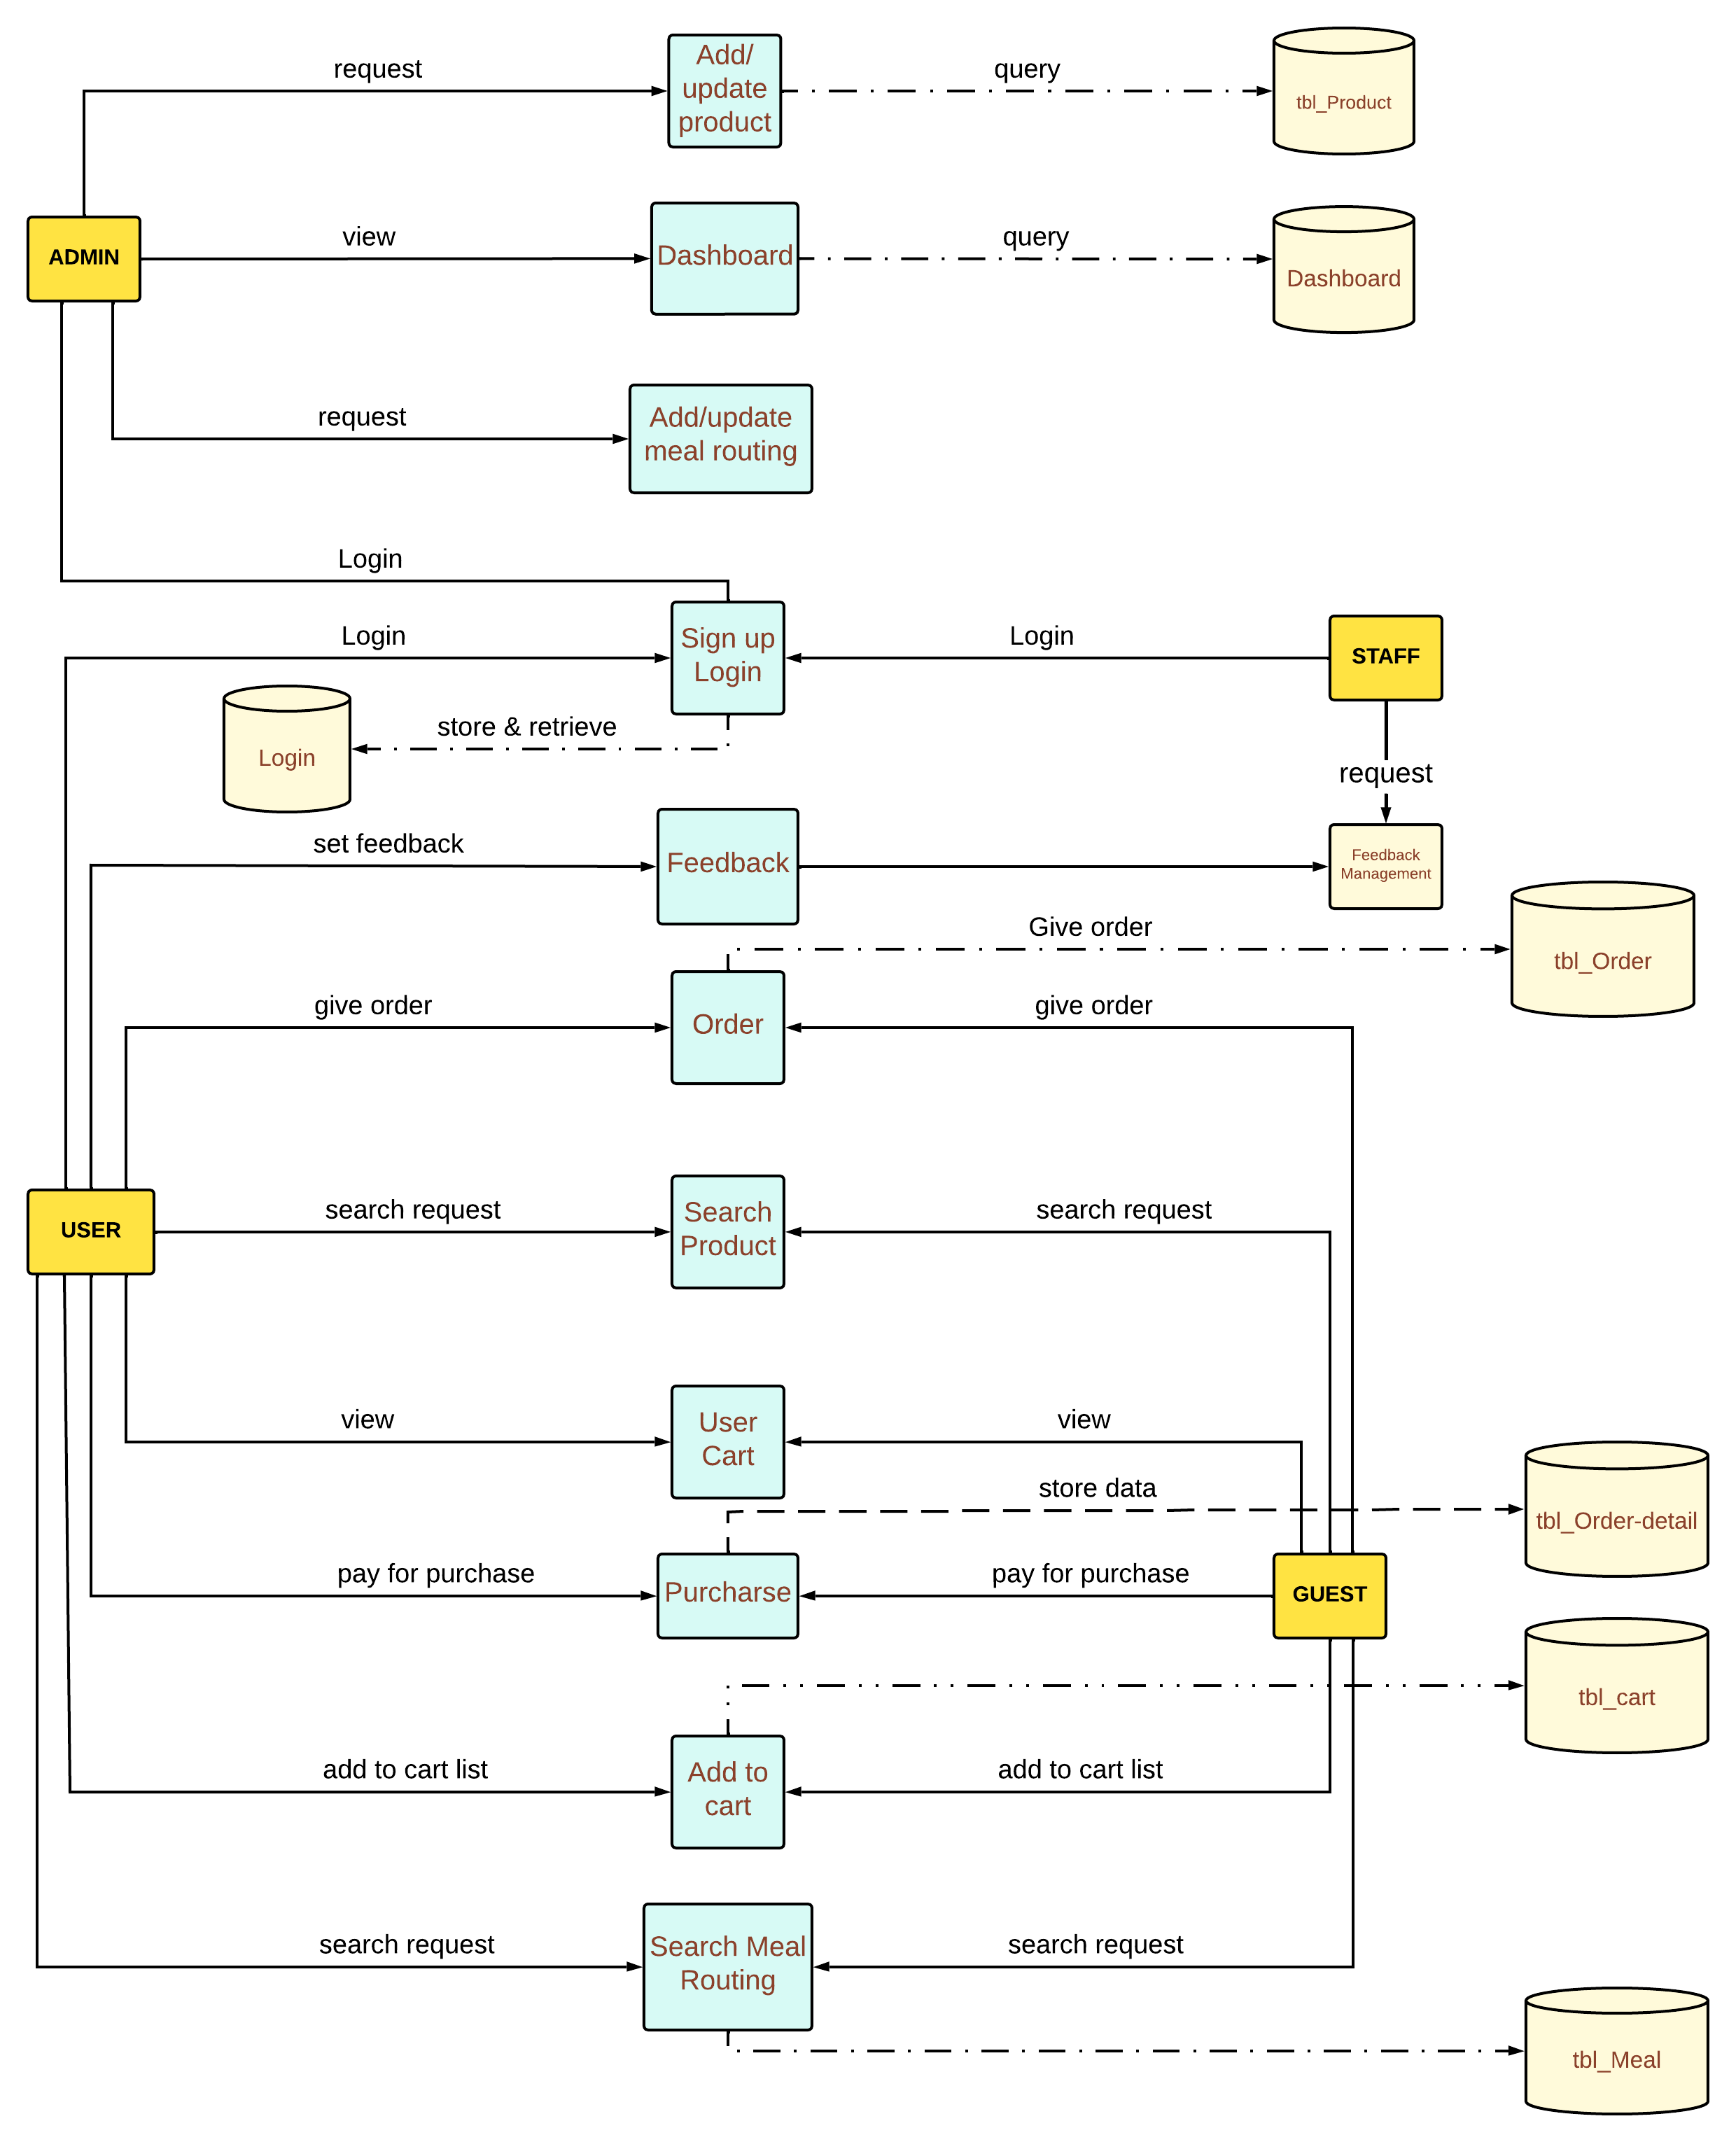 request
Add/
update
product
query
tbl_Product
ADMIN
view
Dashboard
query
Dashboard
request
Add/update
meal routing
Login
Login
Sign up
Login
Login
STAFF
store & retrieve
Login
request
set feedback
Feedback
Feedback
Management
Give order
tbl_Order
give order
Order
give order
USER
search request
Search
Product
search request
view
User
Cart
view
store data
tbl_Order-detail
pay for purchase
Purcharse
pay for purchase
GUEST
tbl_cart
add to cart list
Add to
cart
add to cart list
search request
Search Meal
Routing
search request
tbl_Meal